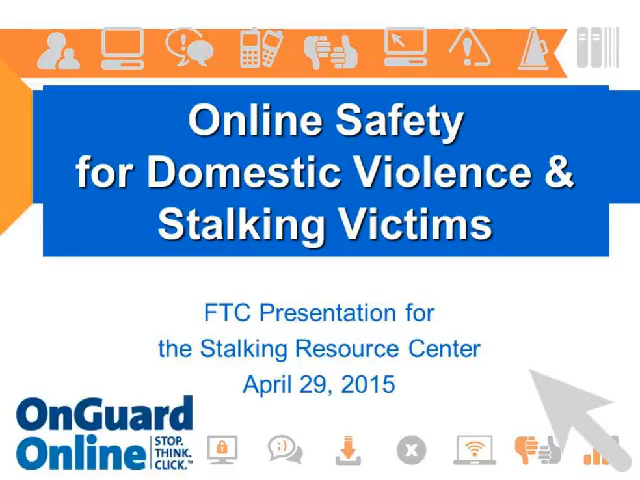 Online Safety
for Domestic Violence &
Stalking Victims
FTC Presentation for
the Stalking Resource Center
April 29, 2015
OnGuard
Online
STOP.
THINK.
CLICK.™